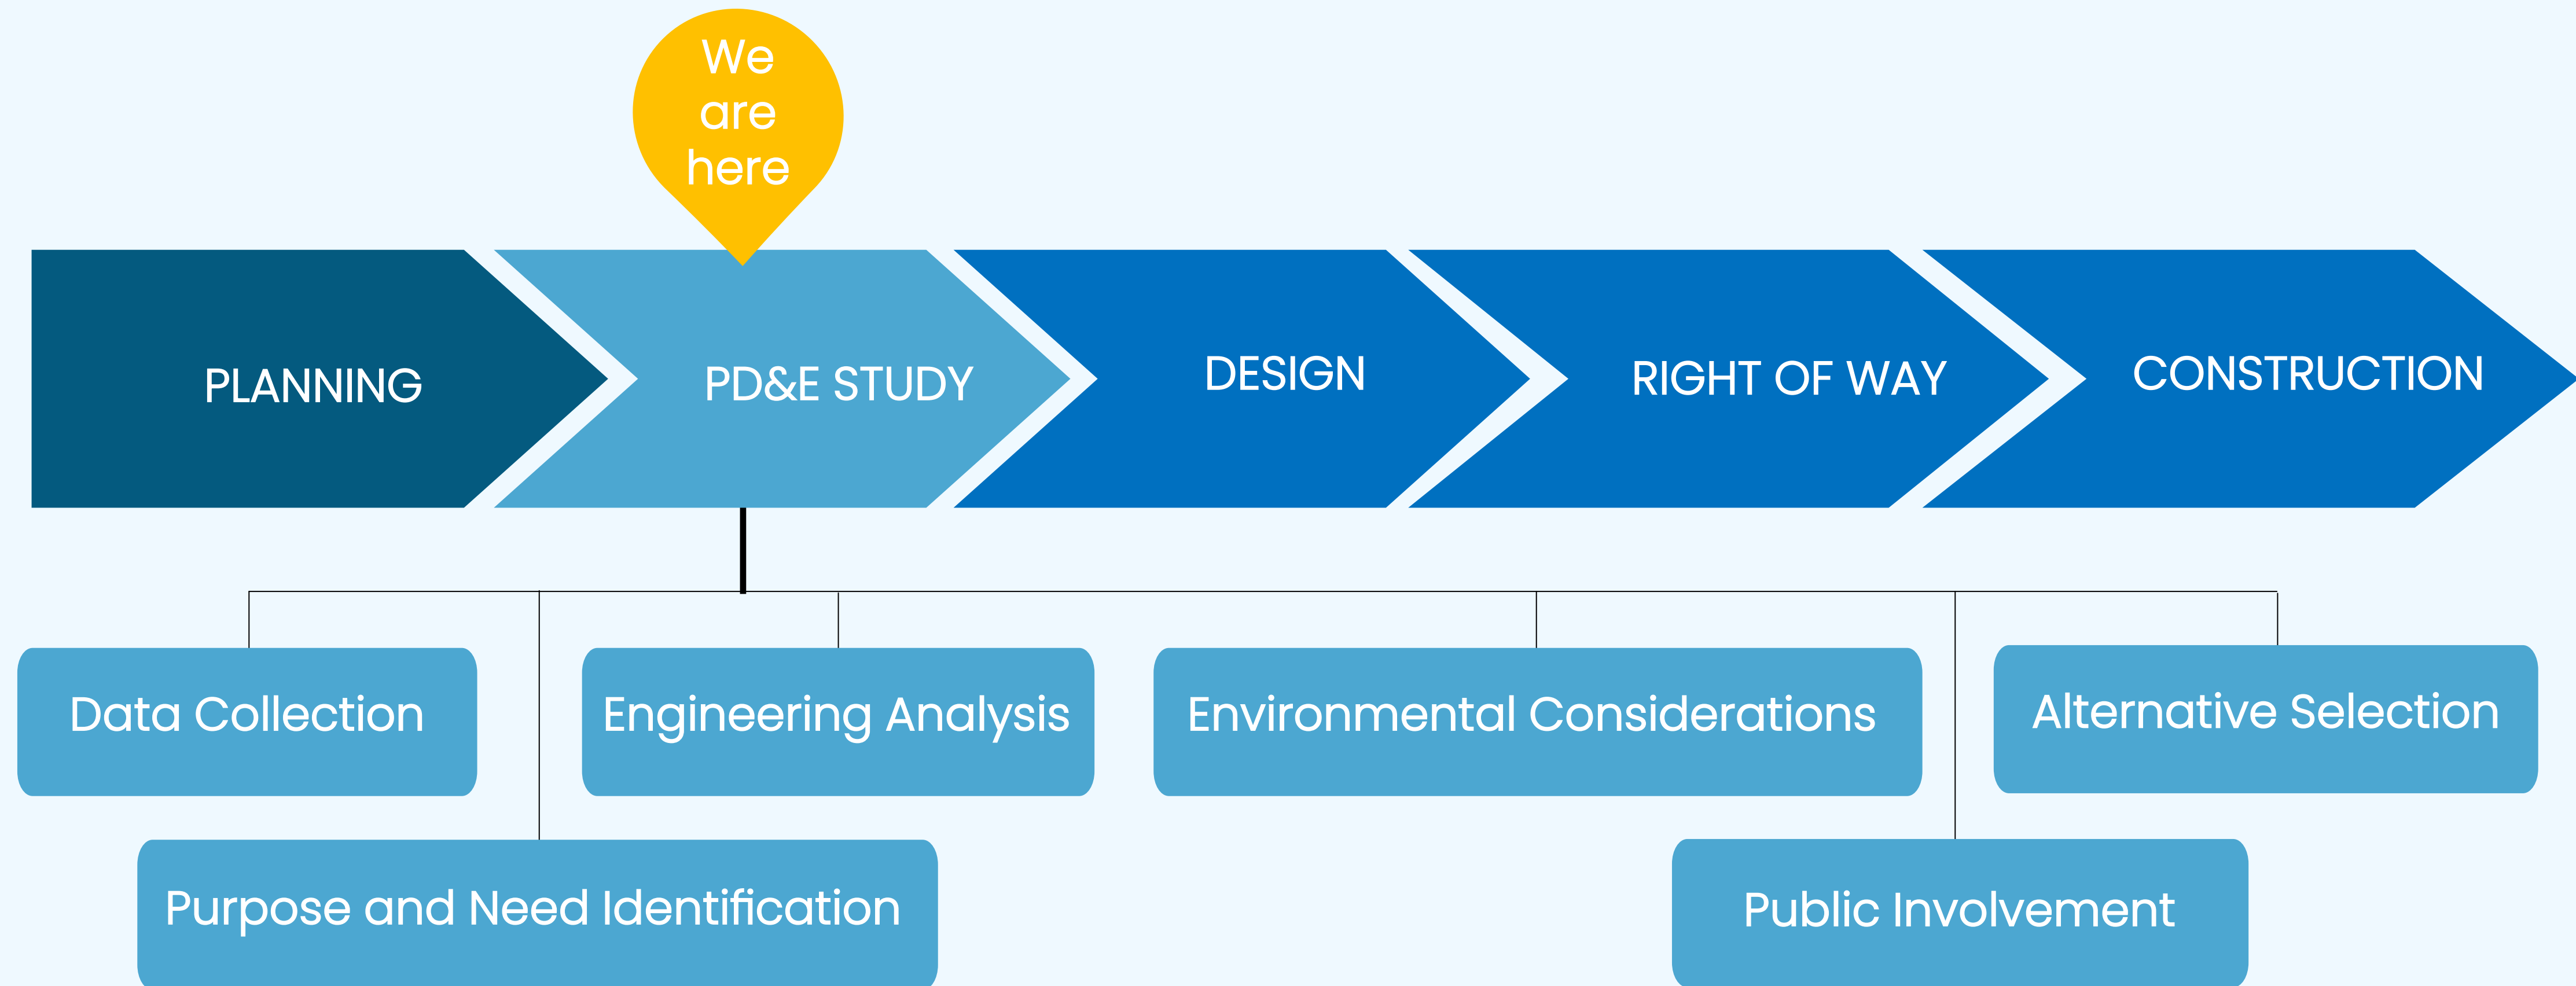 We
are
here
PLANNING
PD&E STUDY
DESIGN
RIGHT OF WAY
CONSTRUCTION
Data Collection
Engineering Analysis
Environmental Considerations
Alternative Selection
Purpose and Need Identification
Public Involvement